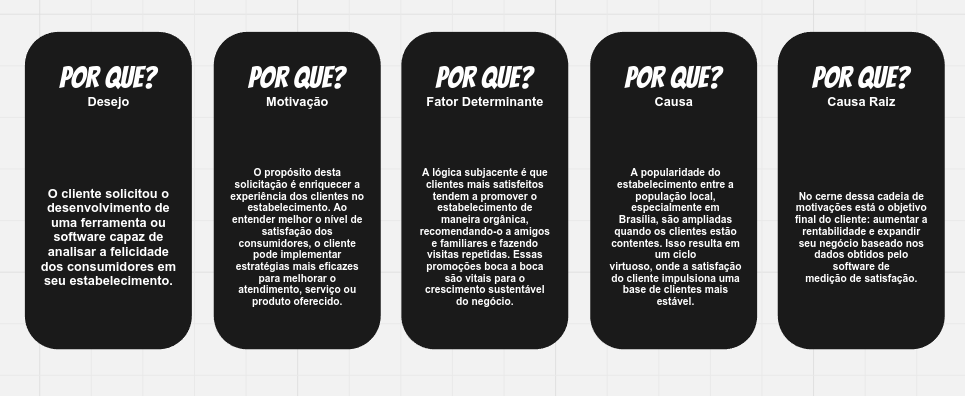 POR QUE?
Desejo
O cliente solicitou o
desenvolvimento de
uma ferramenta ou
software capaz de
analisar a felicidade
dos consumidores em
seu estabelecimento.
POR QUE?
Motivação
O propósito desta
solicitação é enriquecer a
experiência dos clientes no
estabelecimento. Ao
entender melhor o nível de
satisfação dos
consumidores, o cliente
pode implementar
estratégias mais eficazes
para melhorar o
atendimento, serviço ou
produto oferecido.
POR QUE?
Fator Determinante
A lógica subjacente é que
clientes mais satisfeitos
tendem a promover o
estabelecimento de
maneira orgânica,
recomendando-o a amigos
e familiares e fazendo
visitas repetidas. Essas
promoções boca a boca
são vitais para o
crescimento sustentável
do negócio.
POR QUE?
Causa
A popularidade do
estabelecimento entre a
população local,
especialmente em
Brasília, são ampliadas
quando os clientes estão
contentes. Isso resulta em
um ciclo
virtuoso, onde a satisfação
do cliente impulsiona uma
base de clientes mais
estável.
POR QUE?
Causa Raiz
No cerne dessa cadeia de
motivações está o objetivo
final do cliente: aumentar a
rentabilidade e expandir
seu negócio baseado nos
dados obtidos pelo
software de
medição de satisfação.